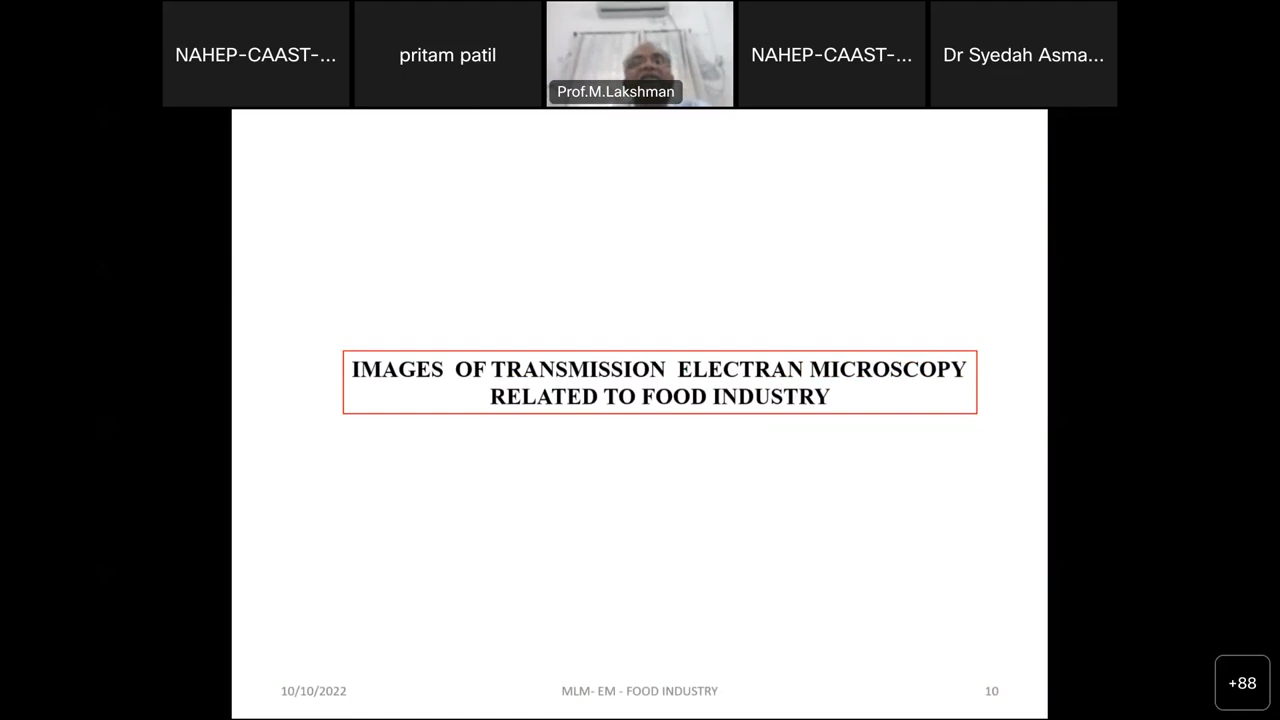 NAHEP-CAAST-...
pritam patil
Prof.M.Lakshman
NAHEP-CAAST-...
Dr Syedah Asma...
IMAGES OF TRANSMISSION ELECTRAN MICROSCOPY
RELATED TO FOOD INDUSTRY
10/10/2022
MLM- EM - FOOD INDUSTRY
10
+88